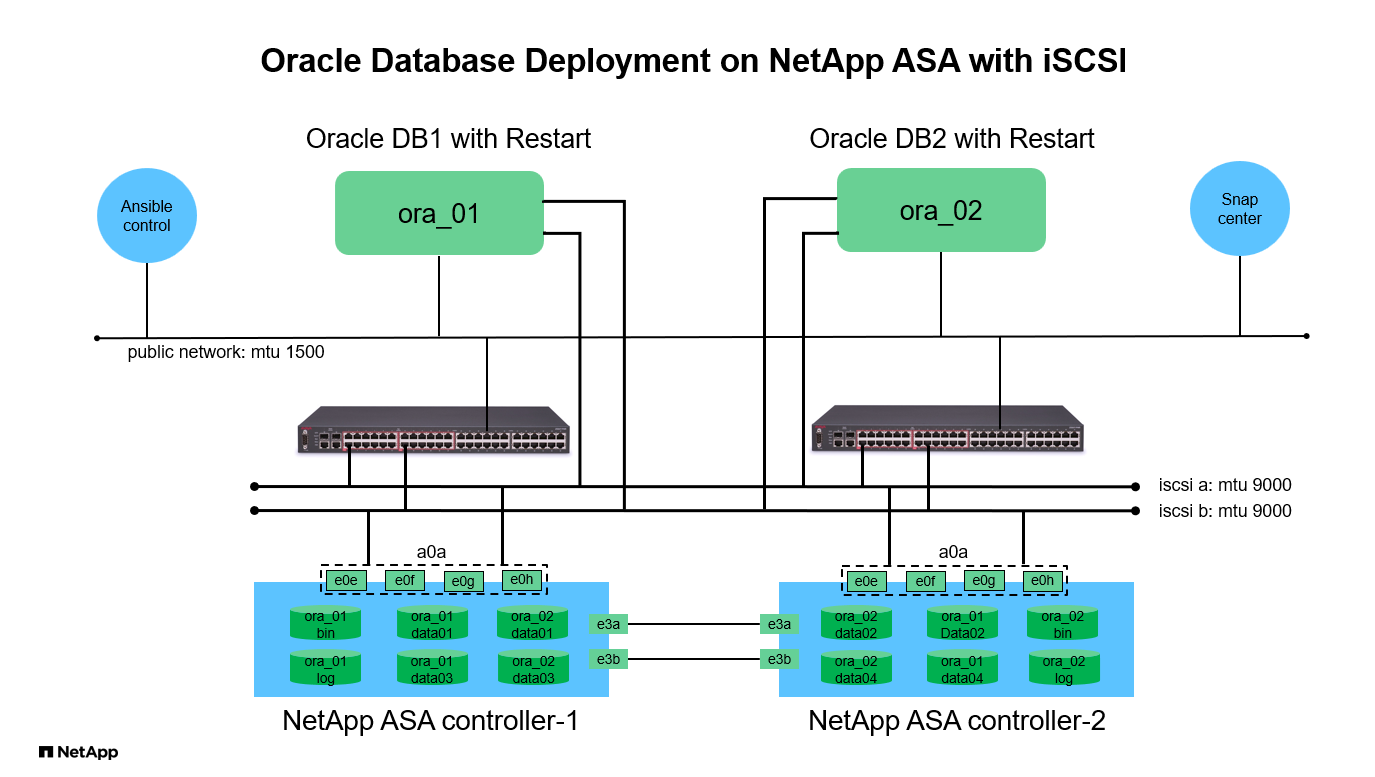 Oracle Database Deployment on NetApp ASA with iSCSI
Oracle DB1 with Restart
Oracle DB2 with Restart
Ansible
control
ora_01
ora_02
Snap
center
public network: mtu 1500
iscsi a: mtu 9000
iscsi b: mtu 9000
a0a
a0a
e0e
e0f
e0g
e0h
e0e
e0f
e0g
e0h
ora_01
bin
ora_01
data01
ora_02
data01
ora_01
log
ora_01
data03
ora_02
data03
e3a
e3b
e3a
e3b
ora_02
data02
ora_01
Data02
ora_02
bin
ora_02
data04
ora_01
data04
ora_02
log
NetApp ASA controller-1
NetApp ASA controller-2
NetApp